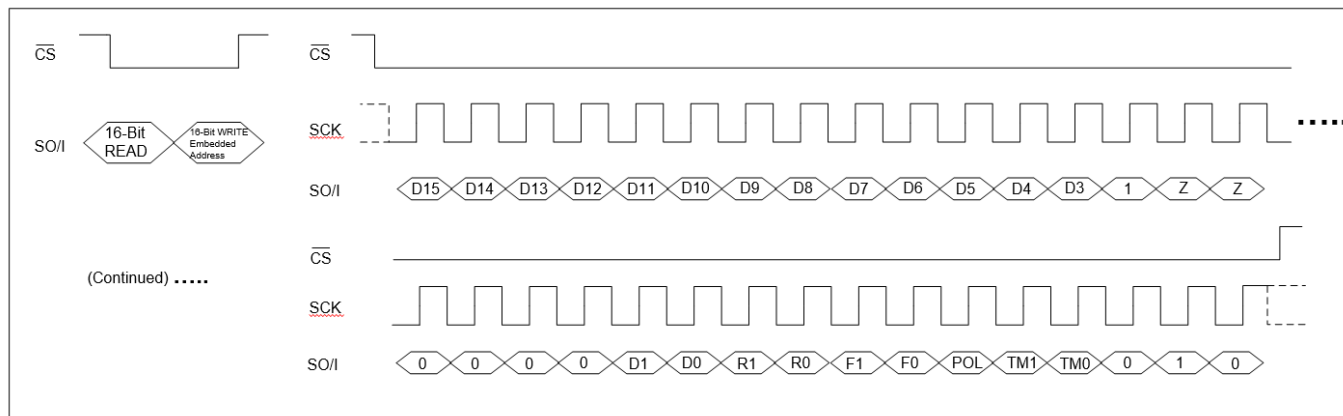 CS
SO/I
16-Bit
READ
16-Bit WRITE
Embedded
Address
CS
SCK
.....
SO/I D15 D14 D13 D12 D11 D10 D9 D8 D7 D6 D5 D4 D3 1 Z Z
(Continued) .....
CS
SCK
SO/I 0 0 0 0 D1 D0 R1 R0 F1 F0 POL TM1 TM0 0 1 0